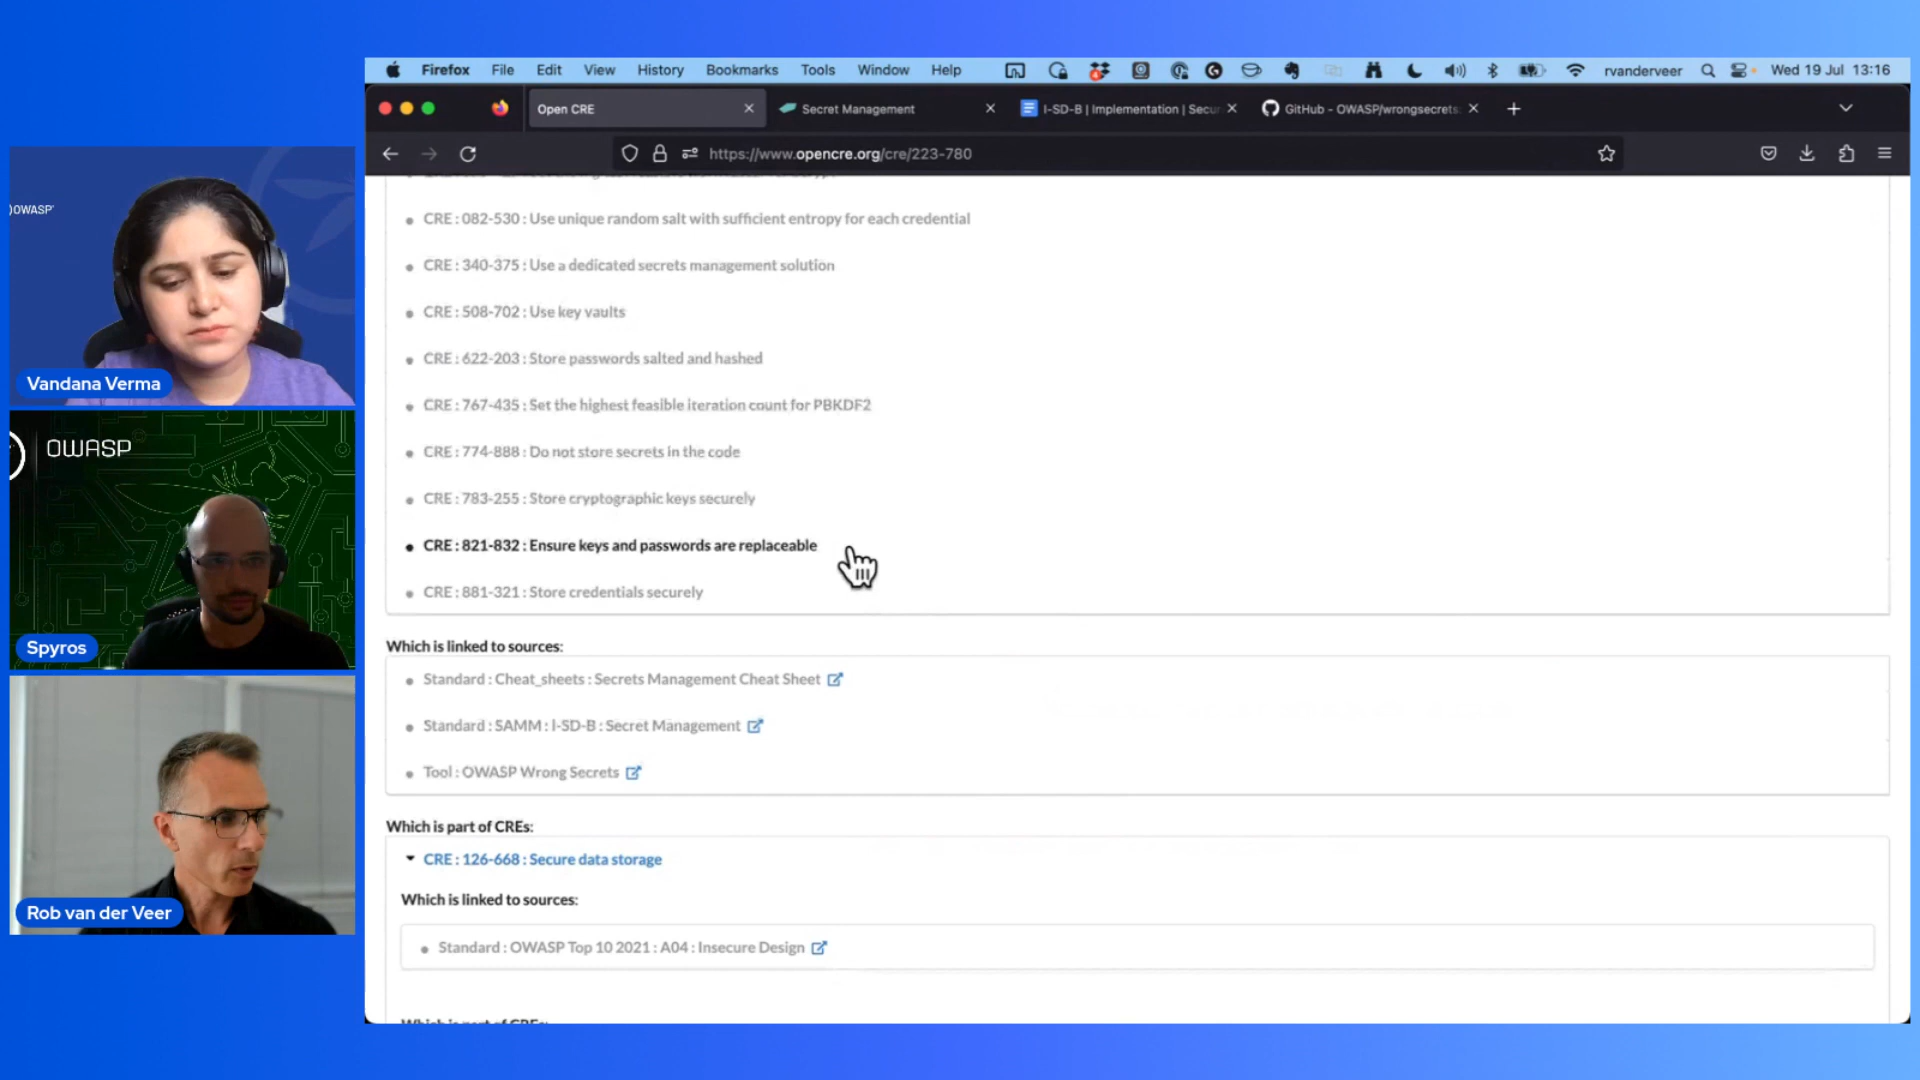 Firefox File Edit View History Bookmarks Tools Window Help rvanderveer Wed 19 Jul 13:16
Open CRE Secret Management I-SD-B | Implementation | Secur GitHub - OWASP/wrongsecrets
https://www.opencre.org/cre/223-780
CRE : 082-530 : Use unique random salt with sufficient entropy for each credential
CRE : 340-375 : Use a dedicated secrets management solution
CRE : 508-702 : Use key vaults
CRE : 622-203 : Store passwords salted and hashed
CRE : 767-435 : Set the highest feasible iteration count for PBKDF2
CRE : 774-888 : Do not store secrets in the code
CRE : 783-255 : Store cryptographic keys securely
CRE : 821-832 : Ensure keys and passwords are replaceable
CRE : 881-321 : Store credentials securely
Which is linked to sources:
Standard : Cheat_sheets : Secrets Management Cheat Sheet
Standard : SAMM : I-SD-B : Secret Management
Tool : OWASP Wrong Secrets
Which is part of CREs:
CRE : 126-668 : Secure data storage
Which is linked to sources:
Standard : OWASP Top 10 2021 : A04 : Insecure Design
OWASP
Vandana Verma
OWASP
Spyros
Rob van der Veer